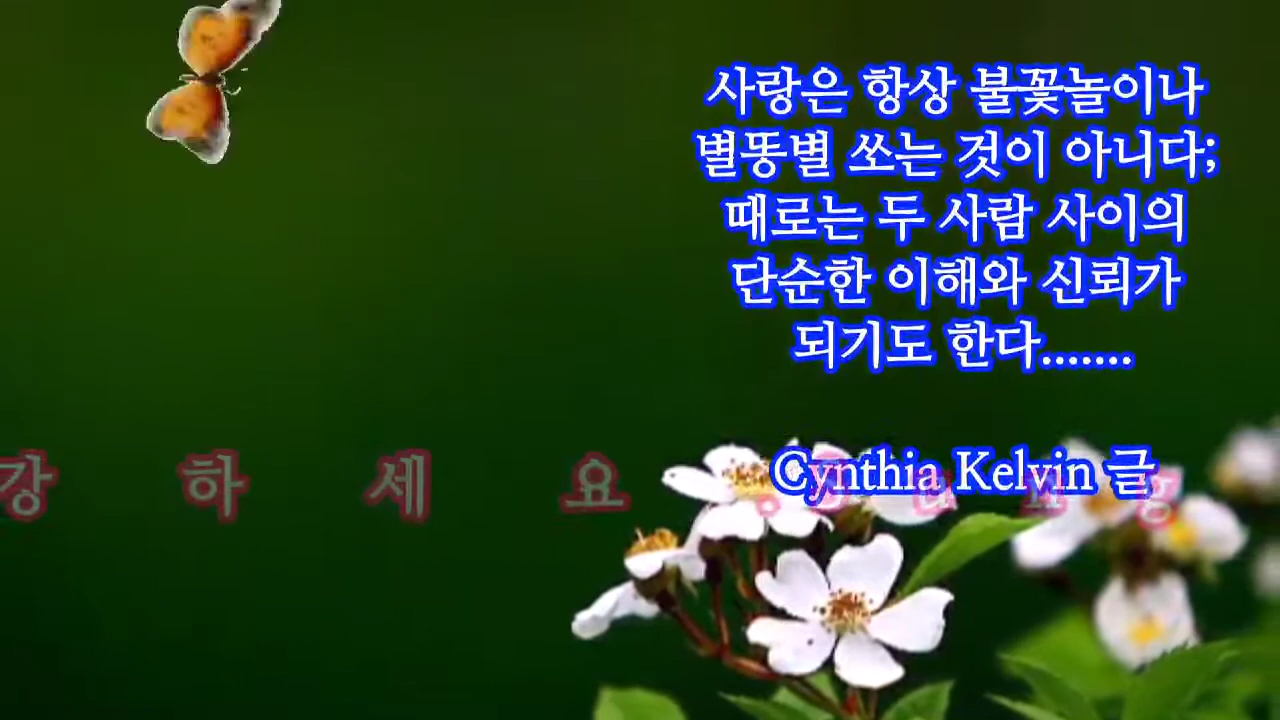 사랑은 항상 불꽃놀이나
별똥별 쏘는 것이 아니다;
때로는 두 사람 사이의
단순한 이해와 신뢰가
되기도 한다.......
Cynthia Kelvin 글
강 하 세 요